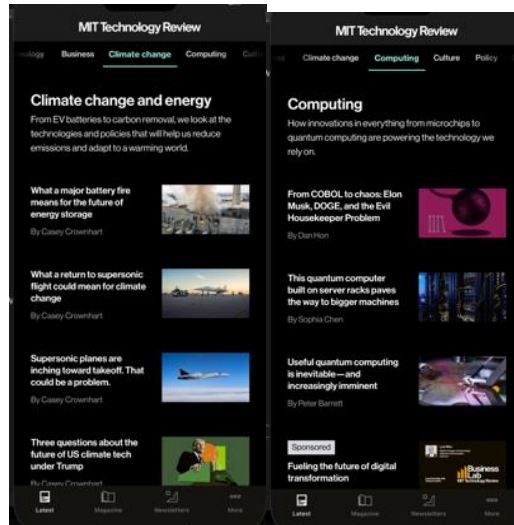 MIT Technology Review
Business Climate change Computing
Climate change and energy
From EV batteries to carbon removal, we look at the
technologies and policies that will help us reduce
emissions and adapt to a warming world.
What a major battery fire
means for the future of
energy storage
By Casey Crownhart
What a return to supersonic
flight could mean for climate
change
By Casey Crownhart
Supersonic planes are
inching toward takeoff. That
could be a problem.
By Casey Crownhart
Three questions about the
future of US climate tech
under Trump
By Casey Crownhart
Latest Magazine Newsletters More
MIT Technology Review
Climate change Computing Culture Policy
Computing
How innovations in everything from microchips to
quantum computing are powering the technology we
rely on.
From COBOL to chaos: Elon
Musk, DOGE, and the Evil
Housekeeper Problem
By Dan Hon
This quantum computer
built on server racks paves
the way to bigger machines
By Sophia Chen
Useful quantum computing
is inevitable—and
increasingly imminent
By Peter Barrett
Sponsored
Fueling the future of digital
transformation
Business
Lab
MIT Technology Review
Latest Magazine Newsletters More